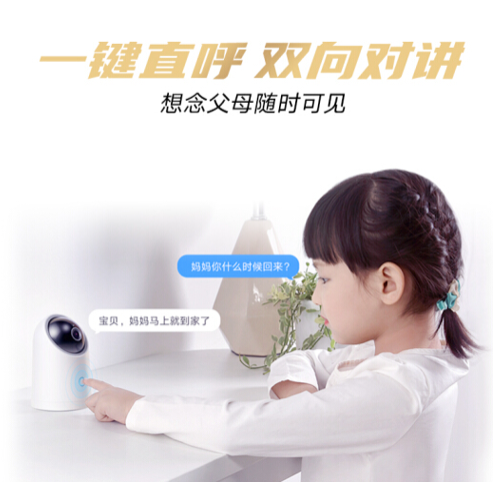 一键直呼 双向对讲
想念父母随时可见
妈妈你什么时候回来?
宝贝，妈妈马上就到家了